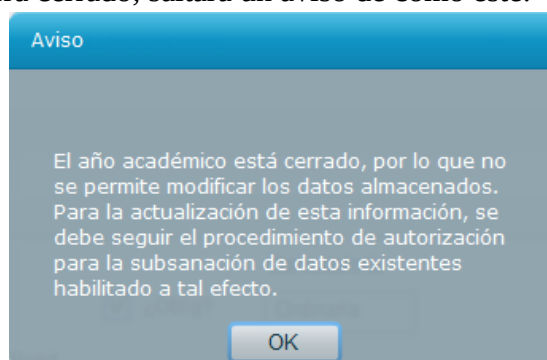 cerrado, saltará un aviso de como este.
Aviso
El año académico está cerrado, por lo que no
se permite modificar los datos almacenados.
Para la actualización de esta información, se
debe seguir el procedimiento de autorización
para la subsanación de datos existentes
habilitado a tal efecto.
OK